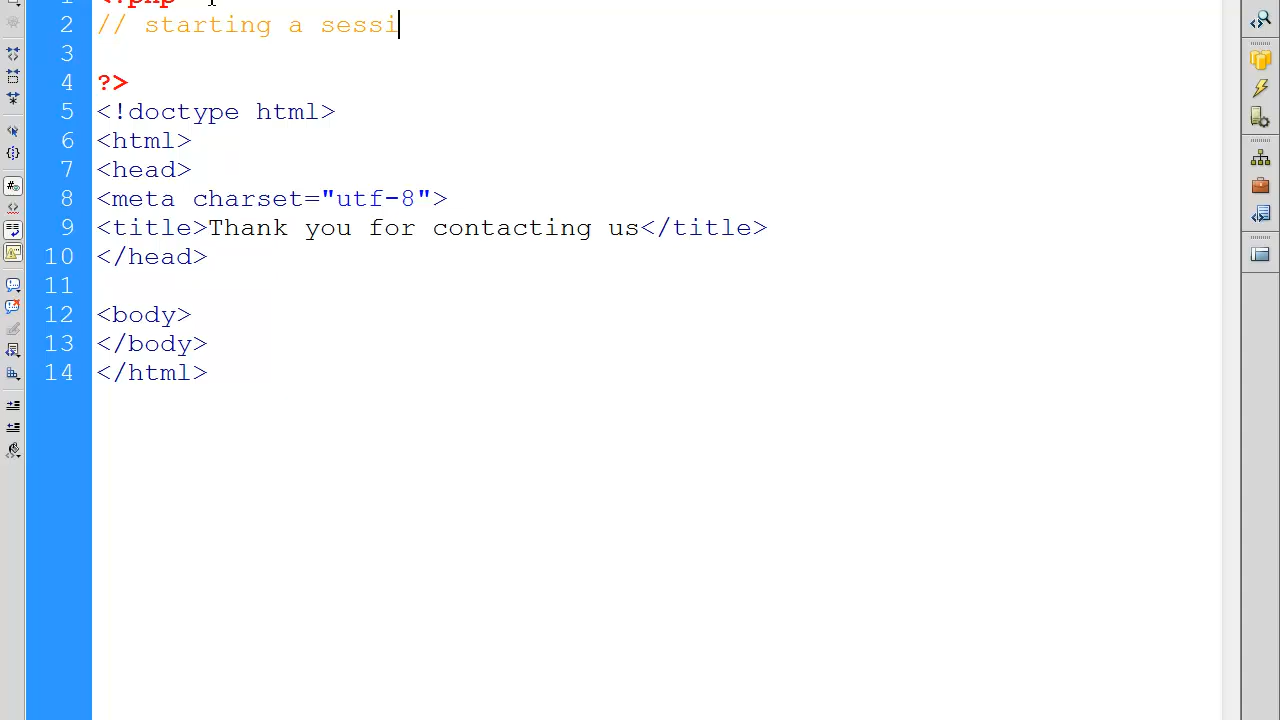 1 <?php
2 // starting a sessi
3
4 ?>
5 <!doctype html>
6 <html>
7 <head>
8 <meta charset="utf-8">
9 <title>Thank you for contacting us</title>
10 </head>
11
12 <body>
13 </body>
14 </html>